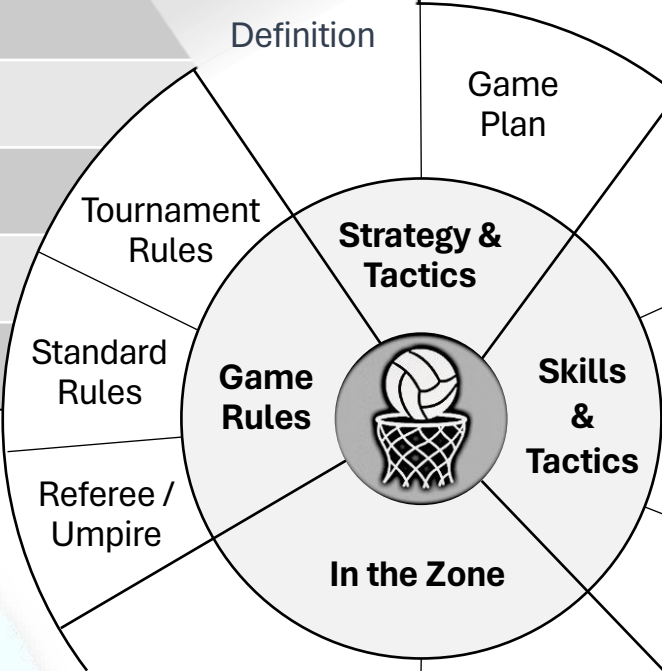 Definition
Game
Plan
Tournament
Rules
Strategy &
Tactics
Standard
Rules
Game
Rules
Skills
&
Tactics
Referee /
Umpire
In the Zone